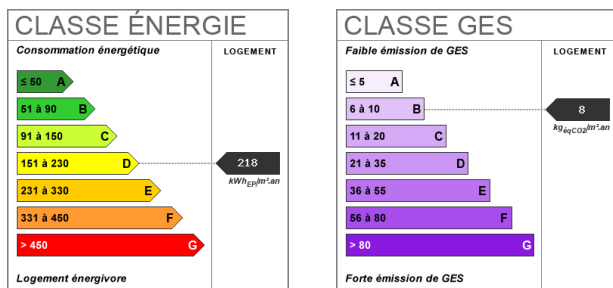 CLASSE ÉNERGIE
Consommation énergétique
LOGEMENT
≤ 50 A
51 à 90 B
91 à 150 C
151 à 230 D
218
kWhEP/m².an
231 à 330 E
331 à 450 F
> 450 G
Logement énergivore
CLASSE GES
Faible émission de GES
LOGEMENT
≤ 5 A
6 à 10 B
8
kgéqCO2/m².an
11 à 20 C
21 à 35 D
36 à 55 E
56 à 80 F
> 80 G
Forte émission de GES